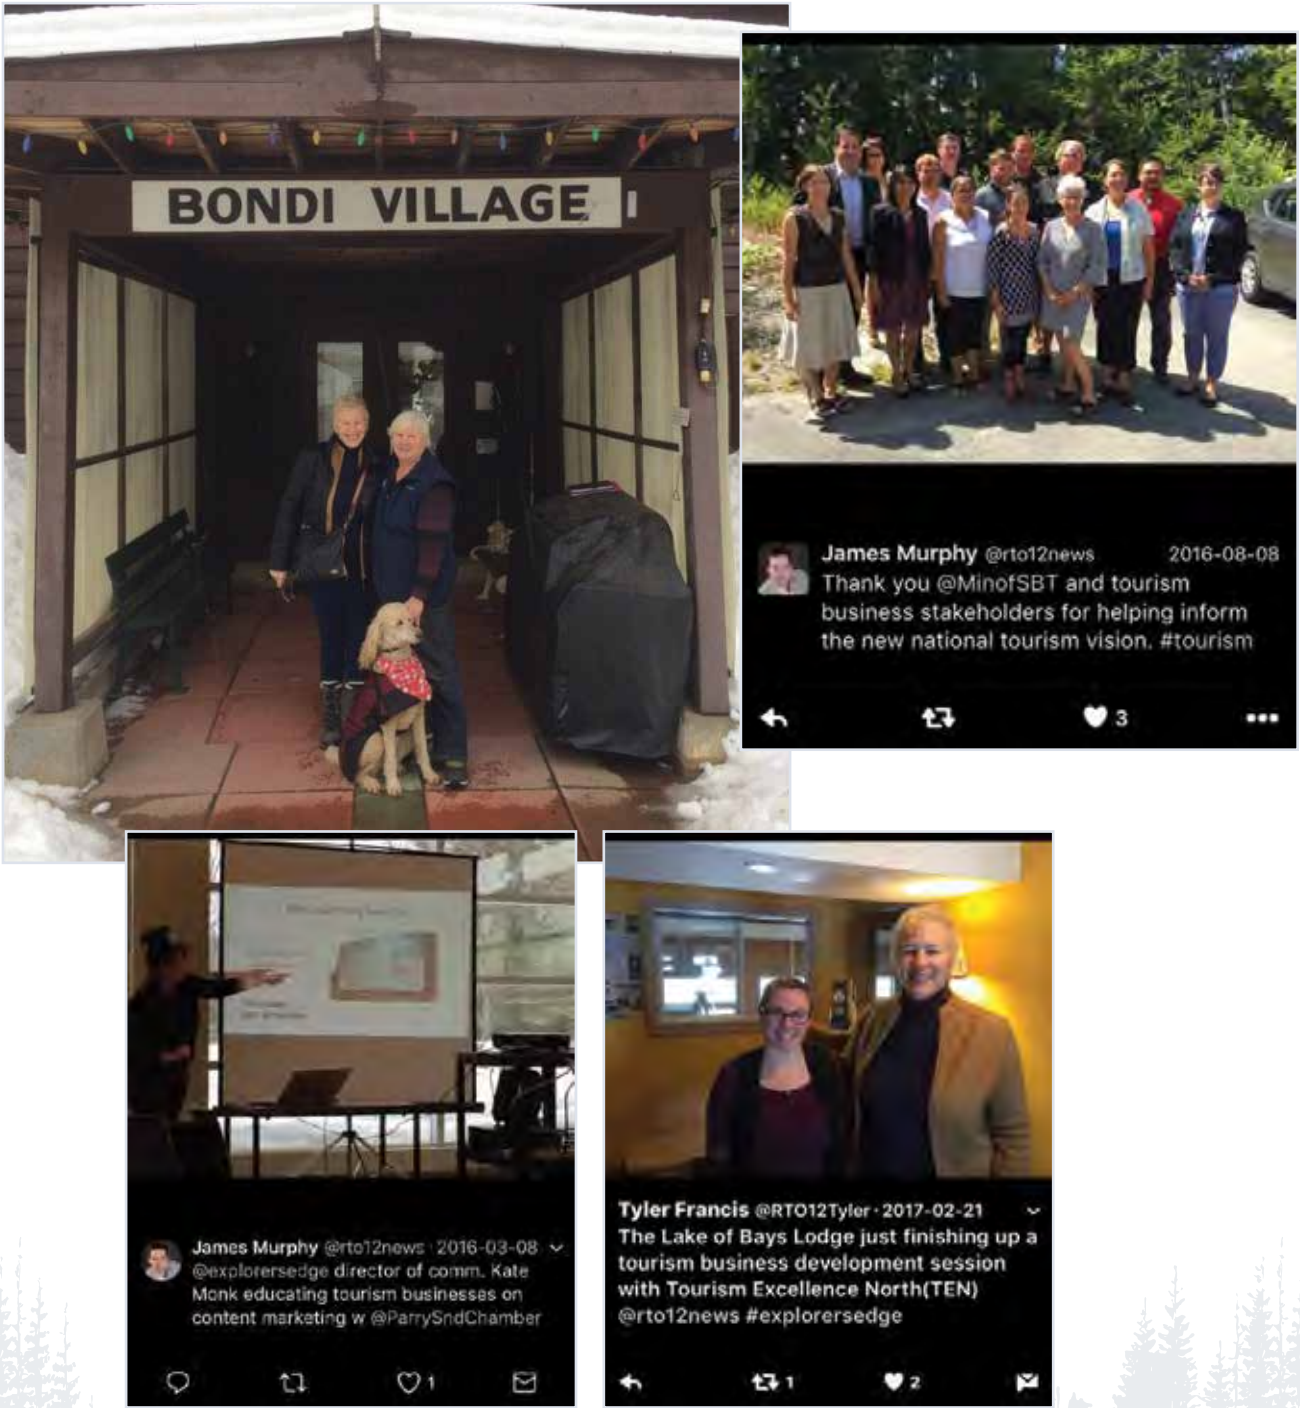 BONDI VILLAGE
James Murphy @rto12news 2016-08-08
Thank you @MinofSBT and tourism
business stakeholders for helping inform
the new national tourism vision. #tourism
3
James Murphy @rto12news · 2016-03-08
@explorersedge director of comm. Kate
Monk educating tourism businesses on
content marketing w @ParrySndChamber
1
Tyler Francis @RTO12Tyler · 2017-02-21
The Lake of Bays Lodge just finishing up a
tourism business development session
with Tourism Excellence North(TEN)
@rto12news #explorersedge
1 2